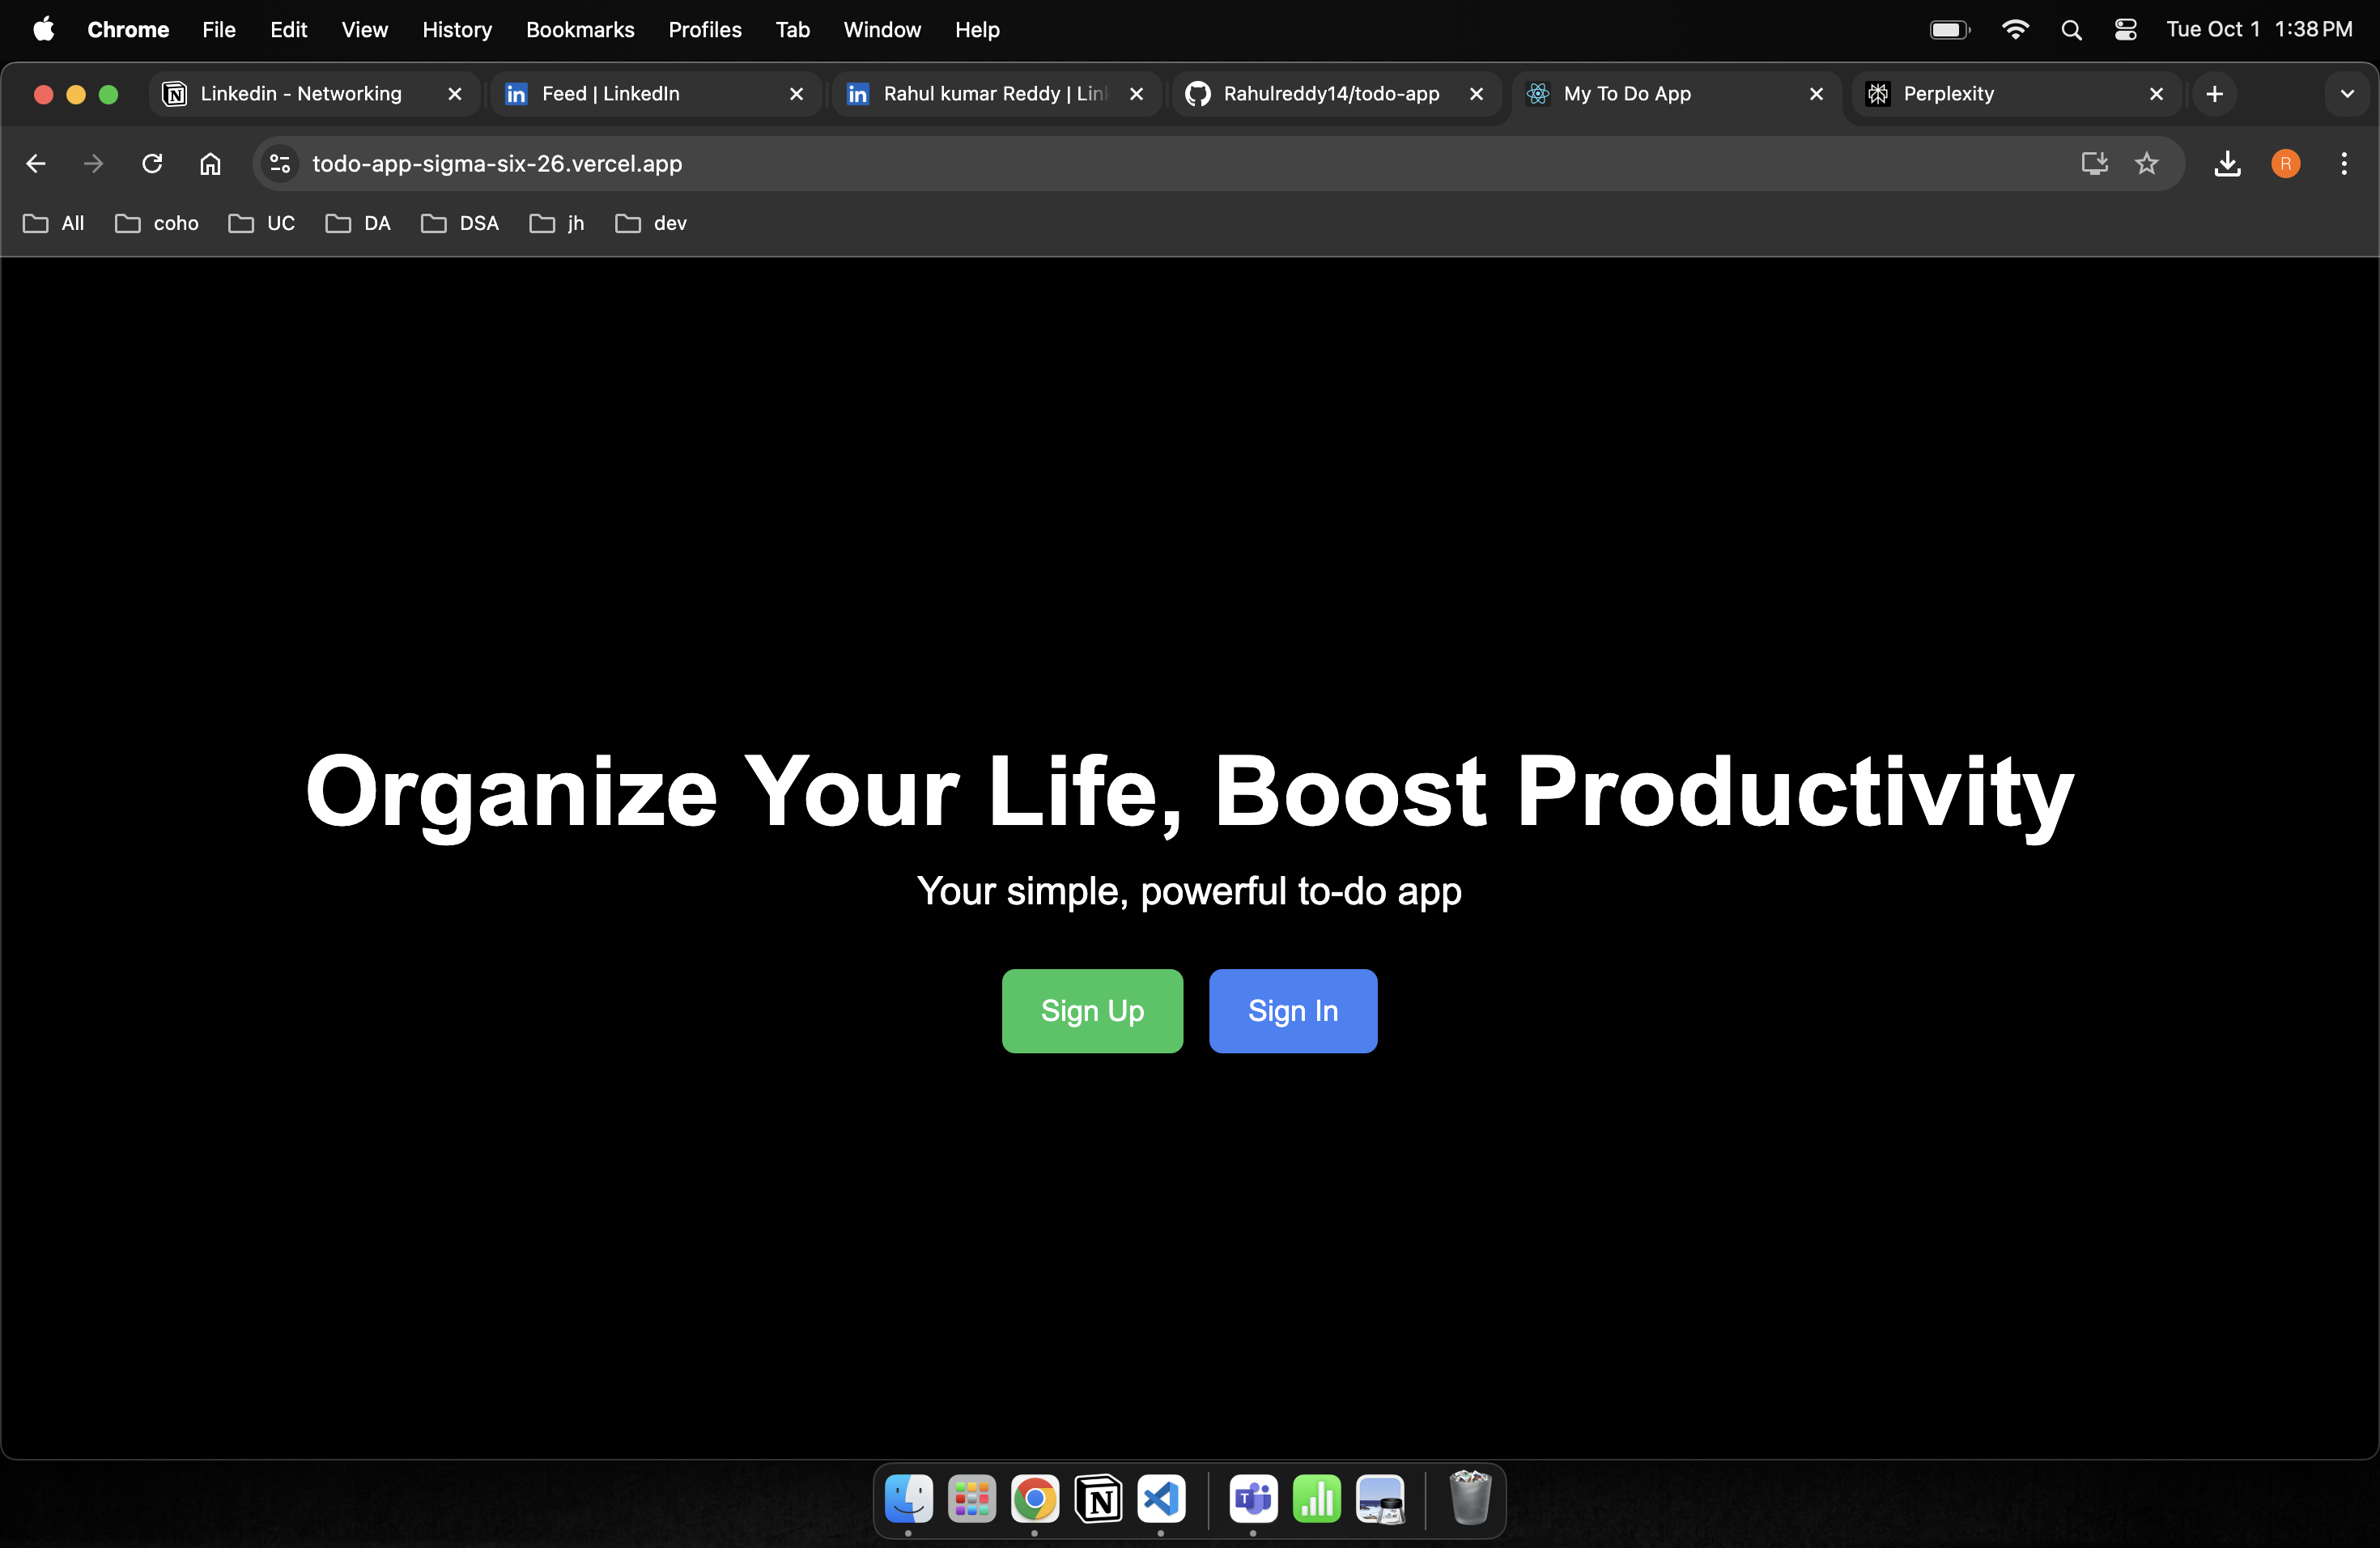 Chrome File Edit View History Bookmarks Profiles Tab Window Help Tue Oct 1 1:38 PM
Linkedin - Networking Feed | LinkedIn Rahul kumar Reddy | Lin Rahulreddy14/todo-app My To Do App Perplexity
todo-app-sigma-six-26.vercel.app R
All coho UC DA DSA jh dev
Organize Your Life, Boost Productivity
Your simple, powerful to-do app
Sign Up Sign In